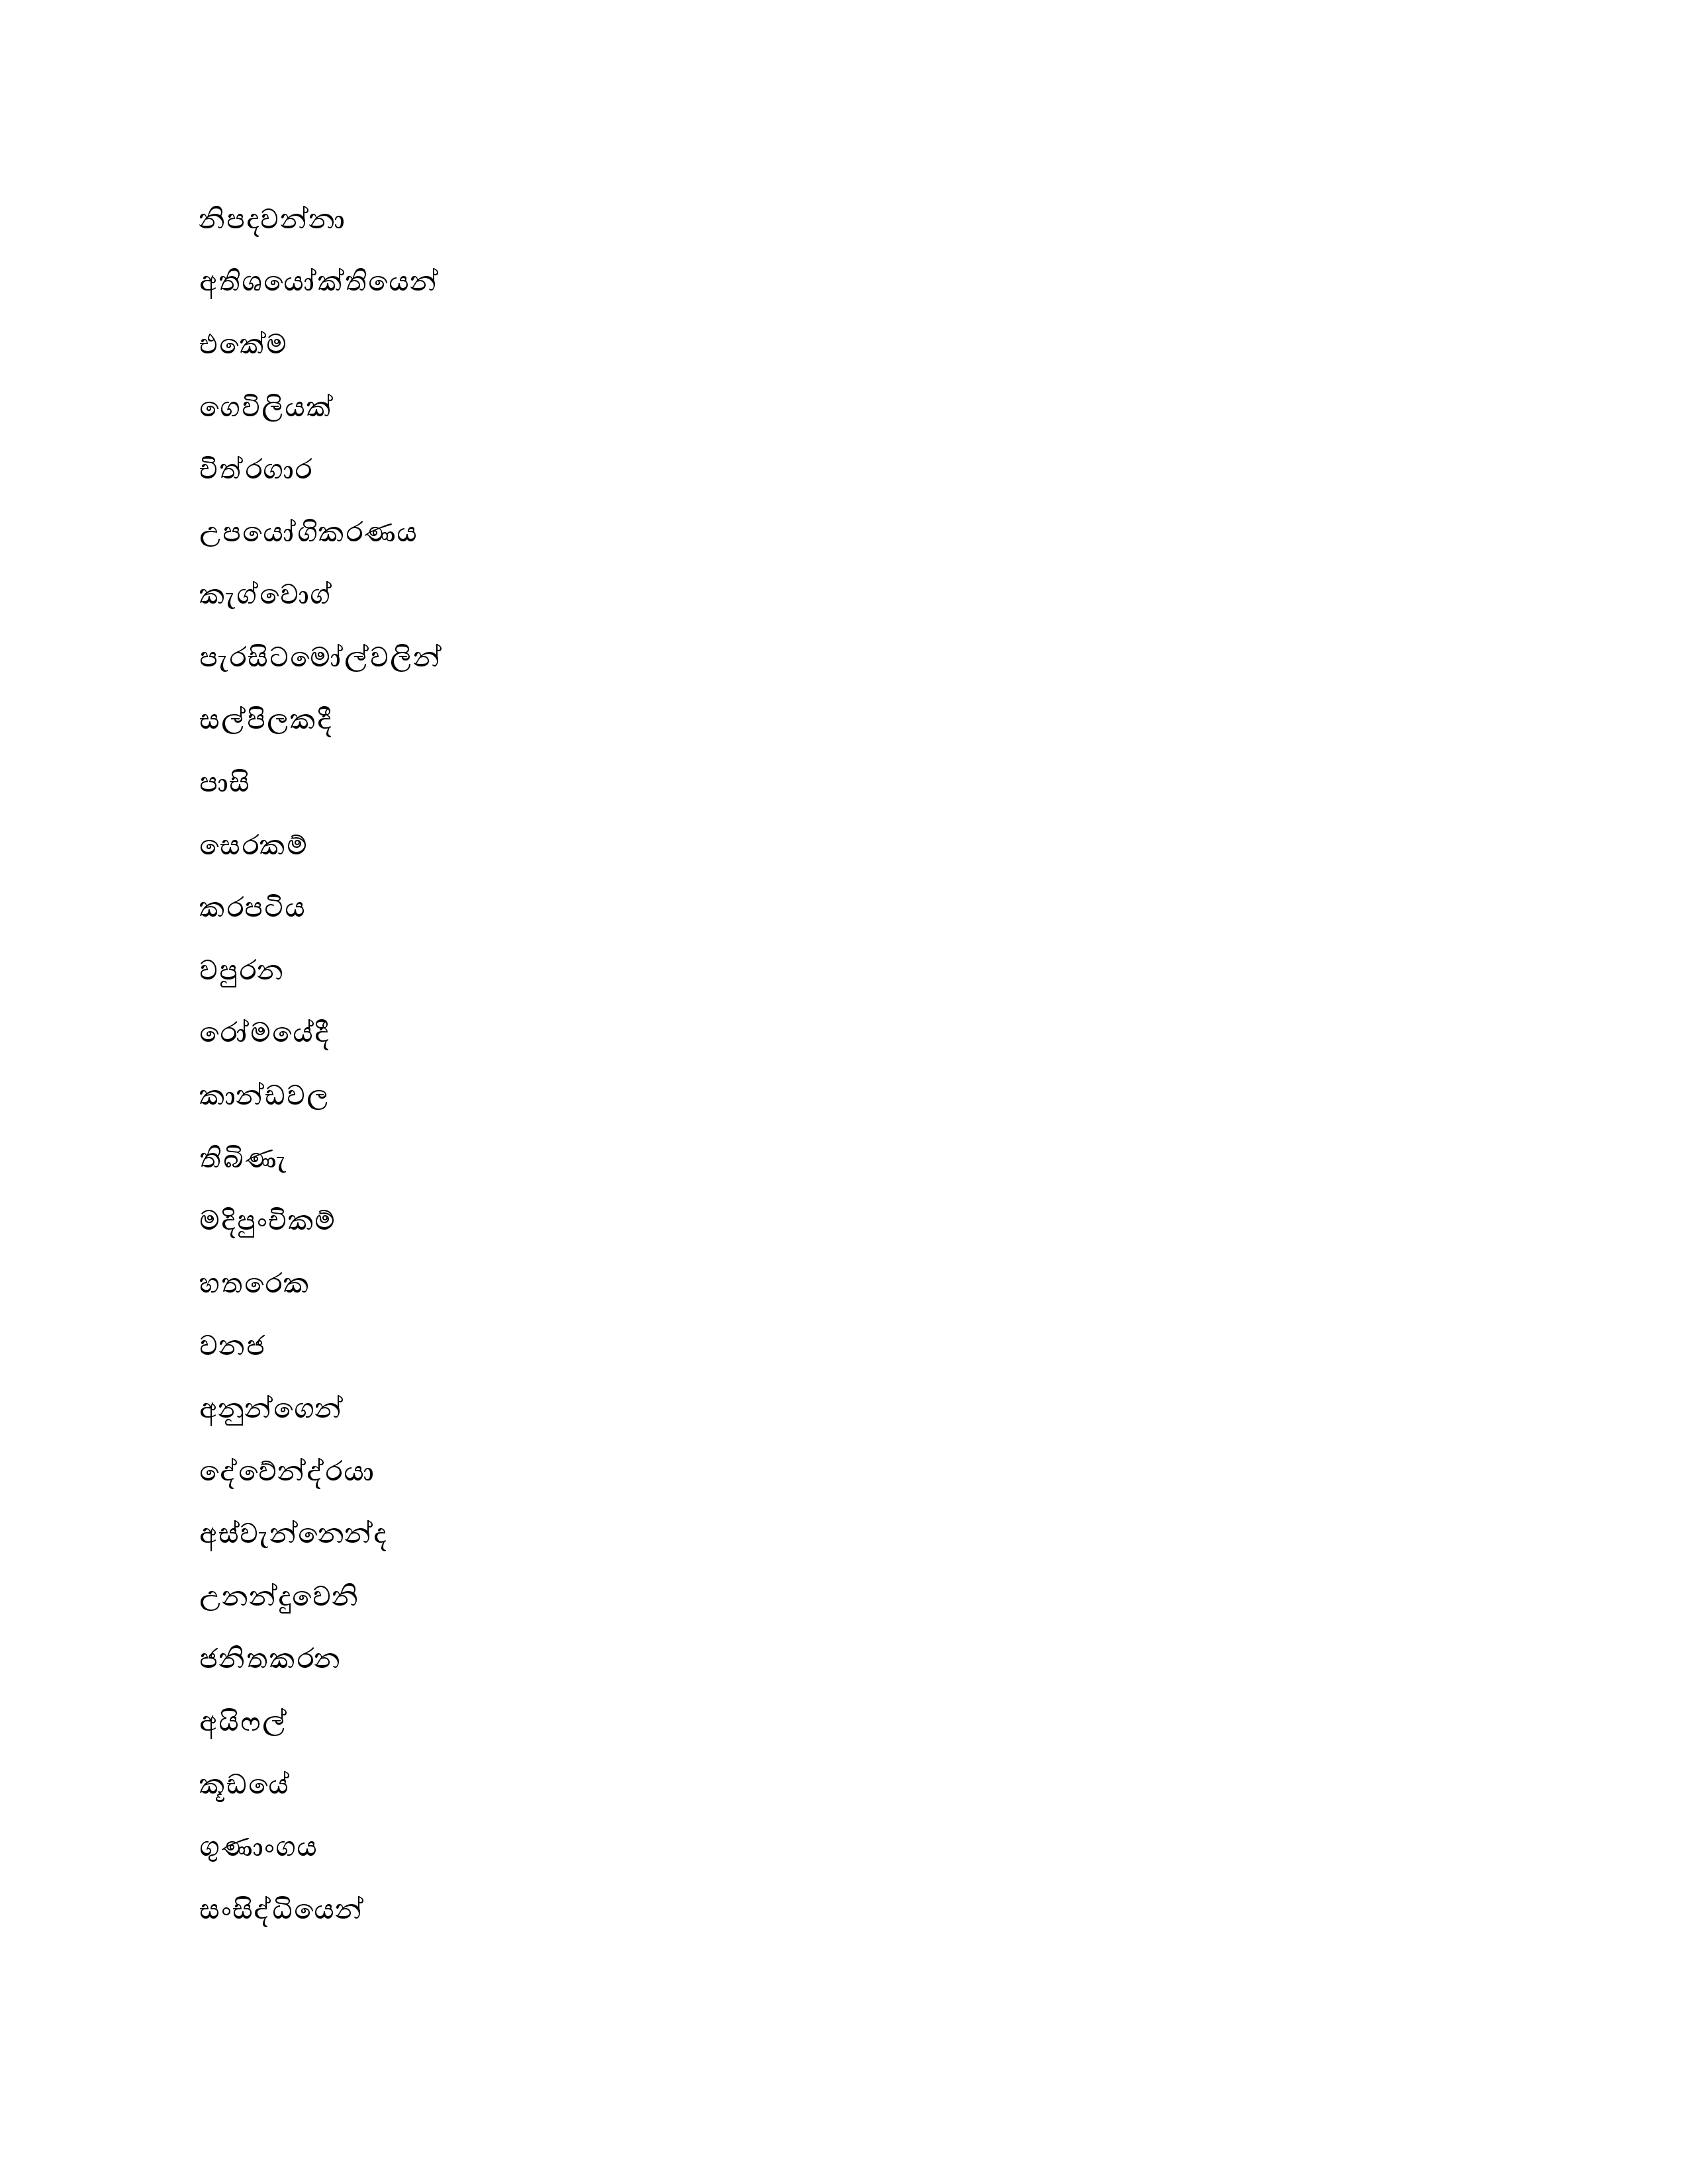 නිපදවන්නා
අතිශයෝක්තියෙන්
එකේම
ගෙවිලියක්
චිත්රගාර
උපයෝගිකරණය
කැග්වොග්
පැරසිටමෝල්වලින්
සල්පිලකදී
පාසි
සෙරකම්
කරපටිය
වපුරන
රෝමයේදී
කාන්ඩවල
තිබිණැ
මදිපුංචිකම්
හතරෙක
වනජ
අනුන්ගෙන්
දේවේන්ද්රයා
අස්වැන්නෙන්ද
උනන්දුවෙනි
ජනිතකරන
අයිෆල්
කූඩයේ
ගුණාංගය
සංසිද්ධියෙන්